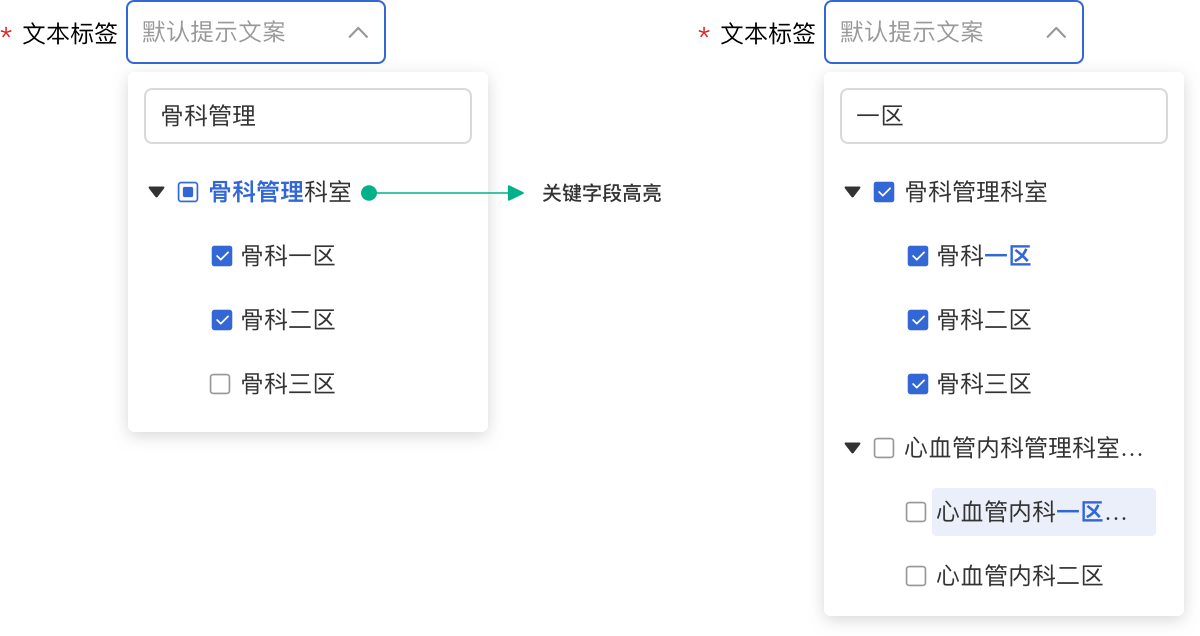 * 文本标签 默认提示文案
骨科管理
骨科管理科室
骨科一区
骨科二区
骨科三区
关键字段高亮
* 文本标签 默认提示文案
一区
骨科管理科室
骨科一区
骨科二区
骨科三区
心血管内科管理科室...
心血管内科一区...
心血管内科二区